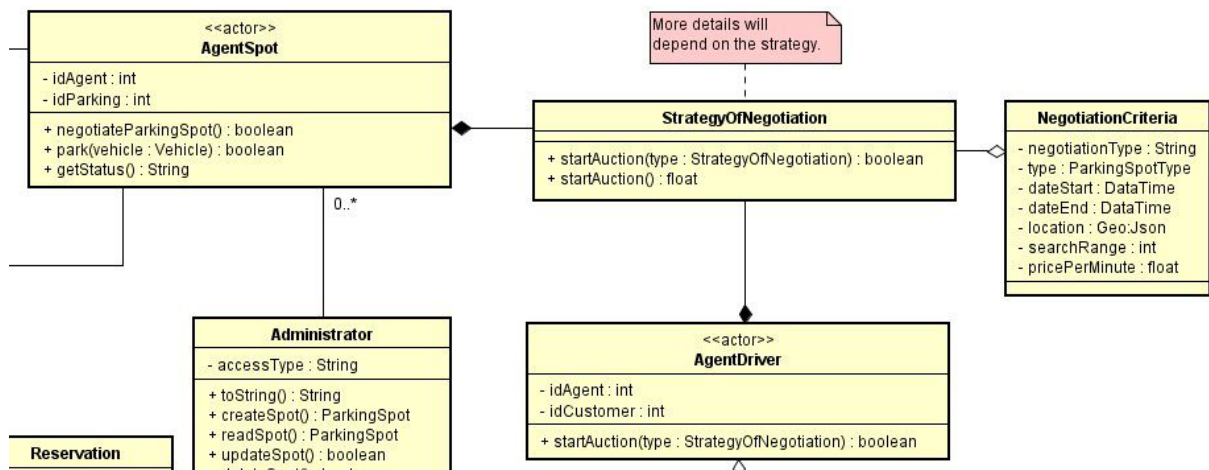 <<actor>>
AgentSpot
- idAgent : int
- idParking : int
+ negotiateParkingSpot() : boolean
+ park(vehicle : Vehicle) : boolean
+ getStatus() : String
0..*
More details will
depend on the strategy.
StrategyOfNegotiation
+ startAuction(type : StrategyOfNegotiation) : boolean
+ startAuction() : float
NegotiationCriteria
- negotiationType : String
- type : ParkingSpotType
- dateStart : DataTime
- dateEnd : DataTime
- location : Geo:Json
- searchRange : int
- pricePerMinute : float
Administrator
- accessType : String
+ toString() : String
+ createSpot() : ParkingSpot
+ readSpot() : ParkingSpot
+ updateSpot() : boolean
<<actor>>
AgentDriver
- idAgent : int
- idCustomer : int
+ startAuction(type : StrategyOfNegotiation) : boolean
Reservation